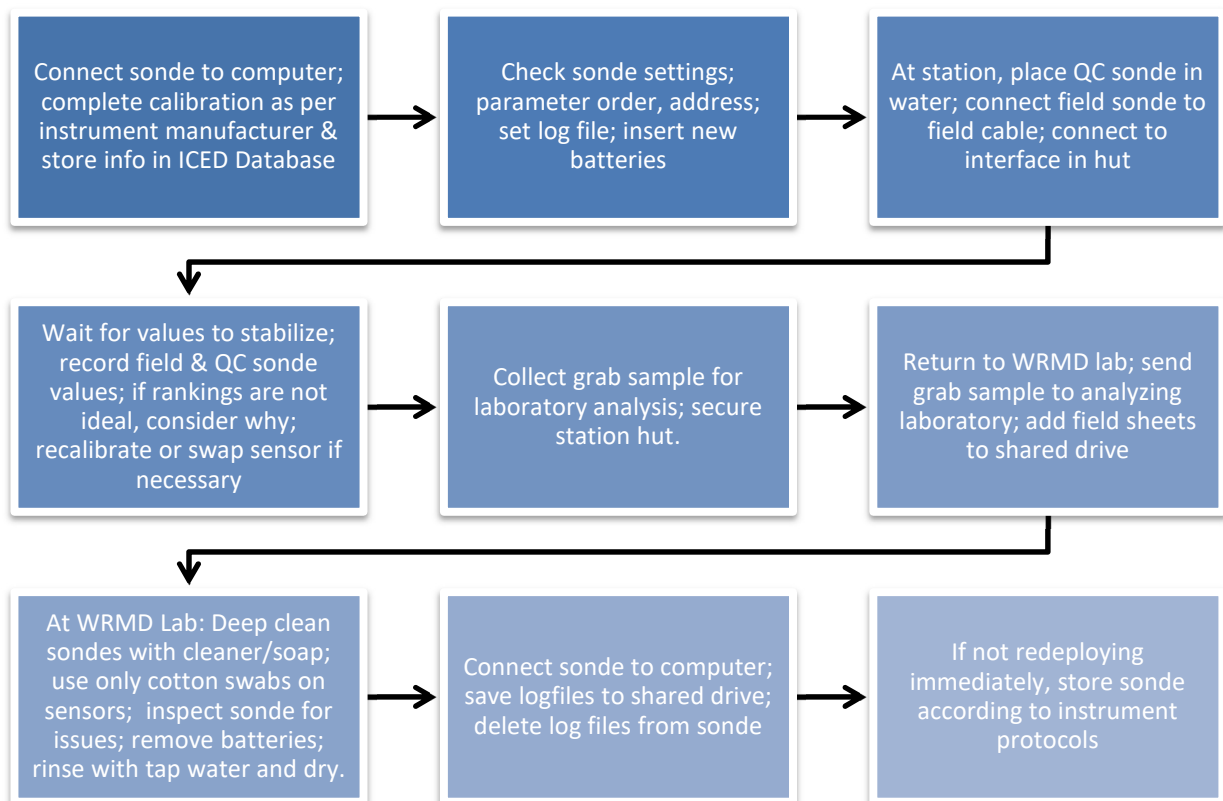 Connect sonde to computer;
complete calibration as per
instrument manufacturer &
store info in ICED Database
Check sonde settings;
parameter order, address;
set log file; insert new
batteries
At station, place QC sonde in
water; connect field sonde to
field cable; connect to
interface in hut
Wait for values to stabilize;
record field & QC sonde
values; if rankings are not
ideal, consider why;
recalibrate or swap sensor if
necessary
Collect grab sample for
laboratory analysis; secure
station hut.
Return to WRMD lab; send
grab sample to analyzing
laboratory; add field sheets
to shared drive
At WRMD Lab: Deep clean
sondes with cleaner/soap;
use only cotton swabs on
sensors;  inspect sonde for
issues; remove batteries;
rinse with tap water and dry.
Connect sonde to computer;
save logfiles to shared drive;
delete log files from sonde
If not redeploying
immediately, store sonde
according to instrument
protocols